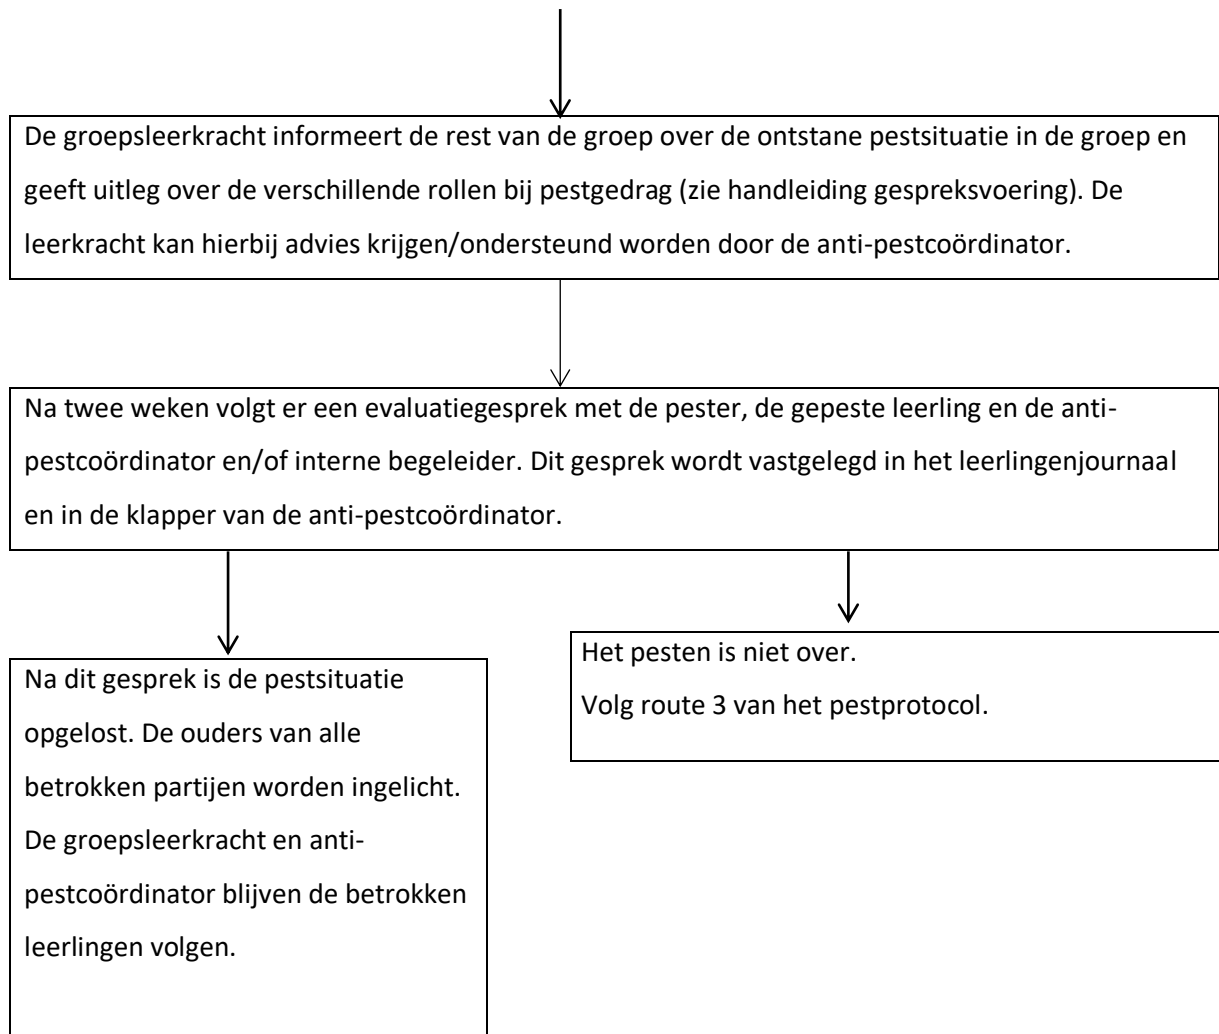 De groepsleerkracht informeert de rest van de groep over de ontstane pestsituatie in de groep en
geeft uitleg over de verschillende rollen bij pestgedrag (zie handleiding gespreksvoering). De
leerkracht kan hierbij advies krijgen/ondersteund worden door de anti-pestcoördinator.
Na twee weken volgt er een evaluatiegesprek met de pester, de gepeste leerling en de anti-
pestcoördinator en/of interne begeleider. Dit gesprek wordt vastgelegd in het leerlingenjournaal
en in de klapper van de anti-pestcoördinator.
Na dit gesprek is de pestsituatie
opgelost. De ouders van alle
betrokken partijen worden ingelicht.
De groepsleerkracht en anti-
pestcoördinator blijven de betrokken
leerlingen volgen.
Het pesten is niet over.
Volg route 3 van het pestprotocol.